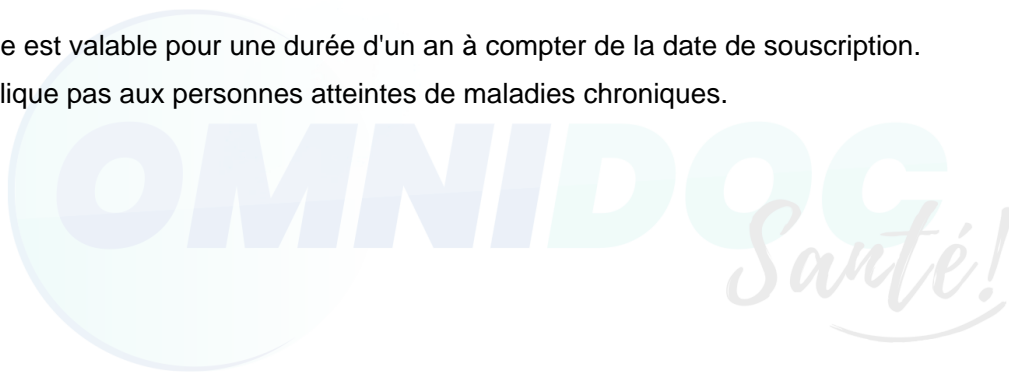 e est valable pour une durée d'un an à compter de la date de souscription.
lique pas aux personnes atteintes de maladies chroniques.
OMNIDOC
Santé!